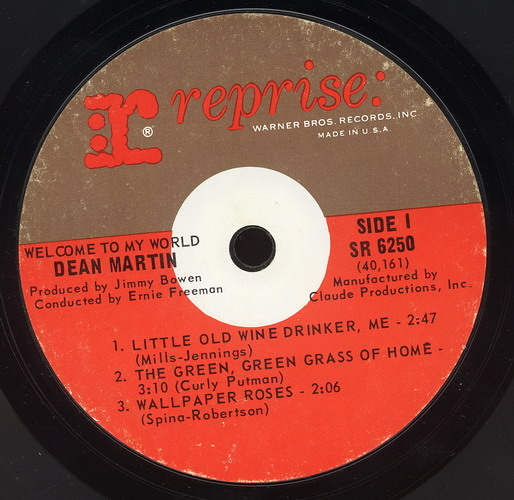 r: reprise:
®
WARNER BROS. RECORDS, INC
MADE IN U.S.A.
WELCOME TO MY WORLD
DEAN MARTIN
Produced by Jimmy Bowen
Conducted by Ernie Freeman
SIDE I
SR 6250
(40,161)
Manufactured by
Claude Productions, Inc.
1. LITTLE OLD WINE DRINKER, ME - 2:47
(Mills-Jennings)
2. THE GREEN, GREEN GRASS OF HOME -
3:10 (Curly Putman)
3. WALLPAPER ROSES - 2:06
(Spina-Robertson)